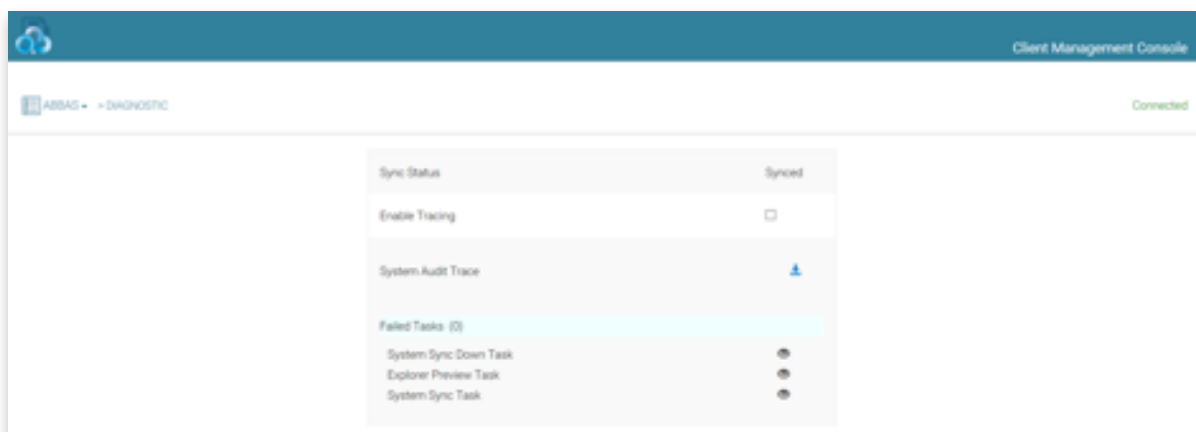 Client Management Console
ABBAS > DIAGNOSTIC
Connected
Sync Status Synced
Enable Tracing
System Audit Trace
Failed Tasks (0)
System Sync Down Task
Explorer Preview Task
System Sync Task